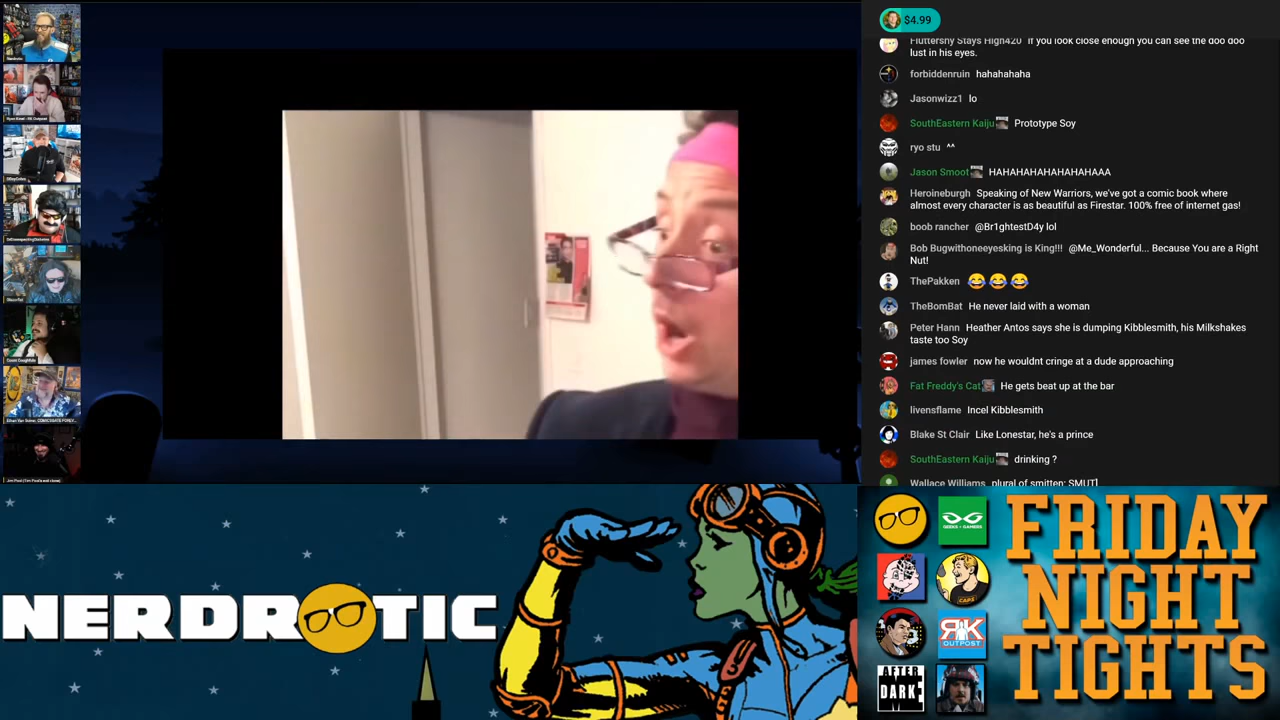 $4.99
Fluttershy Stays High420 If you look close enough you can see the doo doo
lust in his eyes.
forbiddenruin hahahahaha
Jasonwizz1 lo
SouthEastern Kaiju Prototype Soy
ryo stu ^^
Jason Smoot HAHAHAHAHAHAHAHAAA
Heroineburgh Speaking of New Warriors, we've got a comic book where
almost every character is as beautiful as Firestar. 100% free of internet gas!
boob rancher @Br1ghtestD4y lol
Bob Bugwithoneeyesking is King!!! @Me_Wonderful... Because You are a Right
Nut!
ThePakken 😂😂😂
TheBomBat He never laid with a woman
Peter Hann Heather Antos says she is dumping Kibblesmith, his Milkshakes
taste too Soy
james fowler now he wouldnt cringe at a dude approaching
Fat Freddy's Cat He gets beat up at the bar
livensflame Incel Kibblesmith
Blake St Clair Like Lonestar, he's a prince
SouthEastern Kaiju drinking ?
Wallace Williams plural of smitten: SMUT]
NERDROTIC
GEEKS + GAMERS
RK
OUTPOST
AFTER
DARK
FRIDAY
NIGHT
TIGHTS